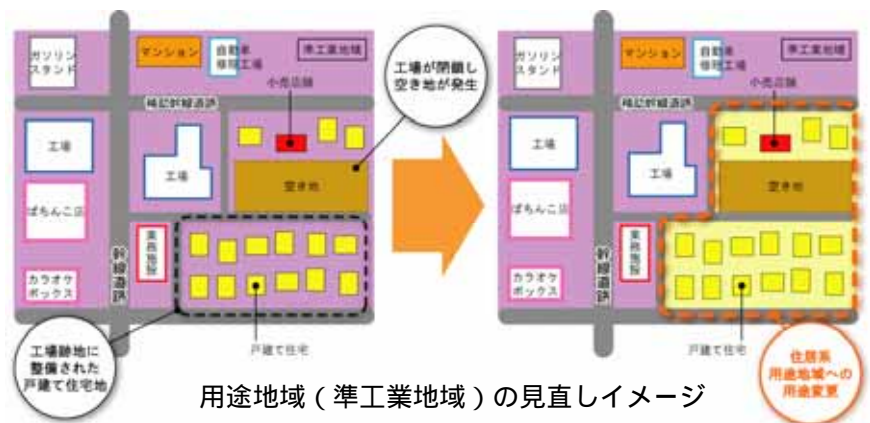 ガソリン
スタンド
マンション
自動車
修理工場
準工業地域
小売店舗
補助幹線道路
工場
工場
空き地
ぱちんこ店
業務施設
カラオケ
ボックス
幹線道路
戸建て住宅
工場が閉鎖し
空き地が発生
工場跡地に
整備された
戸建て住宅地
ガソリン
スタンド
マンション
自動車
修理工場
準工業地域
小売店舗
補助幹線道路
工場
工場
空き地
ぱちんこ店
業務施設
カラオケ
ボックス
幹線道路
戸建て住宅
住居系
用途地域への
用途変更
用途地域（準工業地域）の見直しイメージ